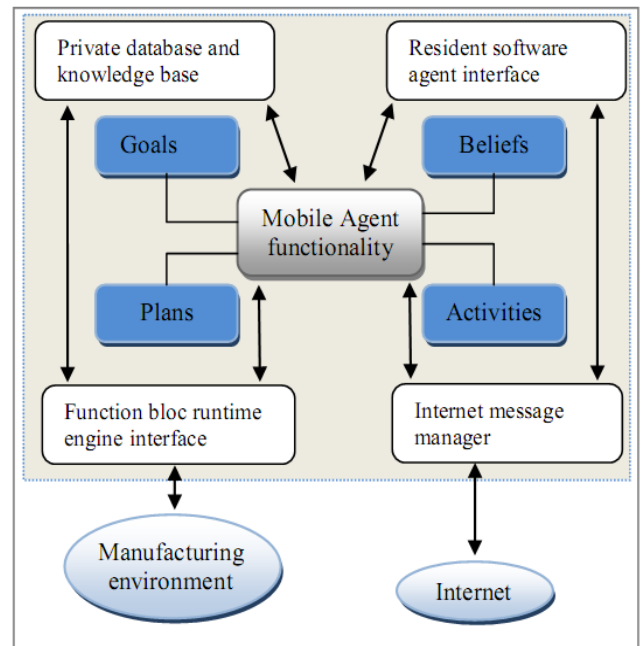 Private database and
knowledge base
Resident software
agent interface
Goals
Beliefs
Mobile Agent
functionality
Plans
Activities
Function bloc runtime
engine interface
Internet message
manager
Manufacturing
environment
Internet